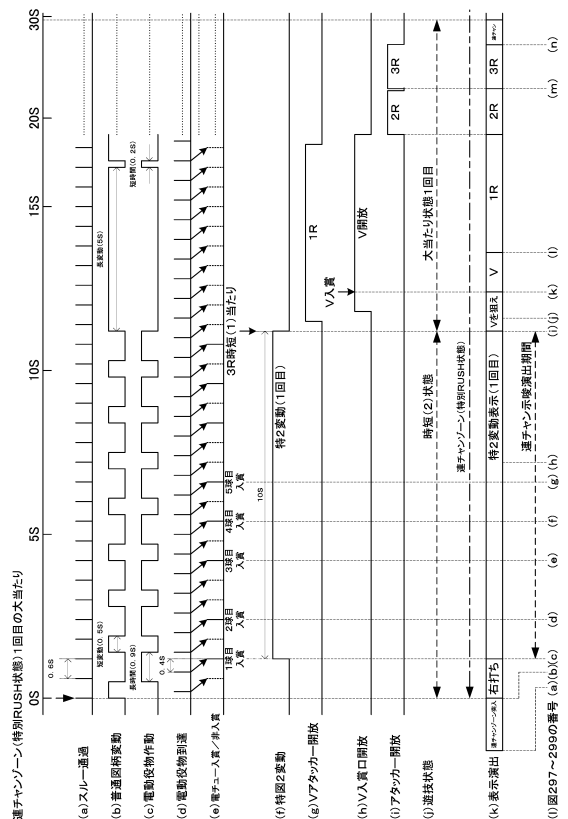 連チャンゾーン(特別RUSH状態)1回目の大当たり
0S
5S
10S
15S
20S
30S
(a)スルー通過
0.6S
(b)普通図柄変動
短変動(0.5S)
長変動(5S)
(c)電動役物作動
長時間(0.9S)
短時間(0.2S)
(d)電動役物到達
0.4S
(e)電チュー入賞/非入賞
1球目
入賞
2球目
入賞
3球目
入賞
4球目
入賞
5球目
入賞
3R時短(1)当たり
(f)特図2変動
10S
特2変動(1回目)
(g)Vアタッカー開放
1R
(h)V入賞口開放
V入賞
V開放
(i)アタッカー開放
2R
3R
(j)遊技状態
時短(2)状態
大当たり状態1回目
連チャンゾーン(特別RUSH状態)
(k)表示演出
連チャンゾーン突入
右打ち
特2変動表示(1回目)
Vを狙え
V
1R
2R
3R
連チャン
連チャン示唆演出期間
(l)図297~299の番号
(a)(b)(c)
(d)
(e)
(f)
(g)
(h)
(i)
(j)
(k)
(l)
(m)
(n)